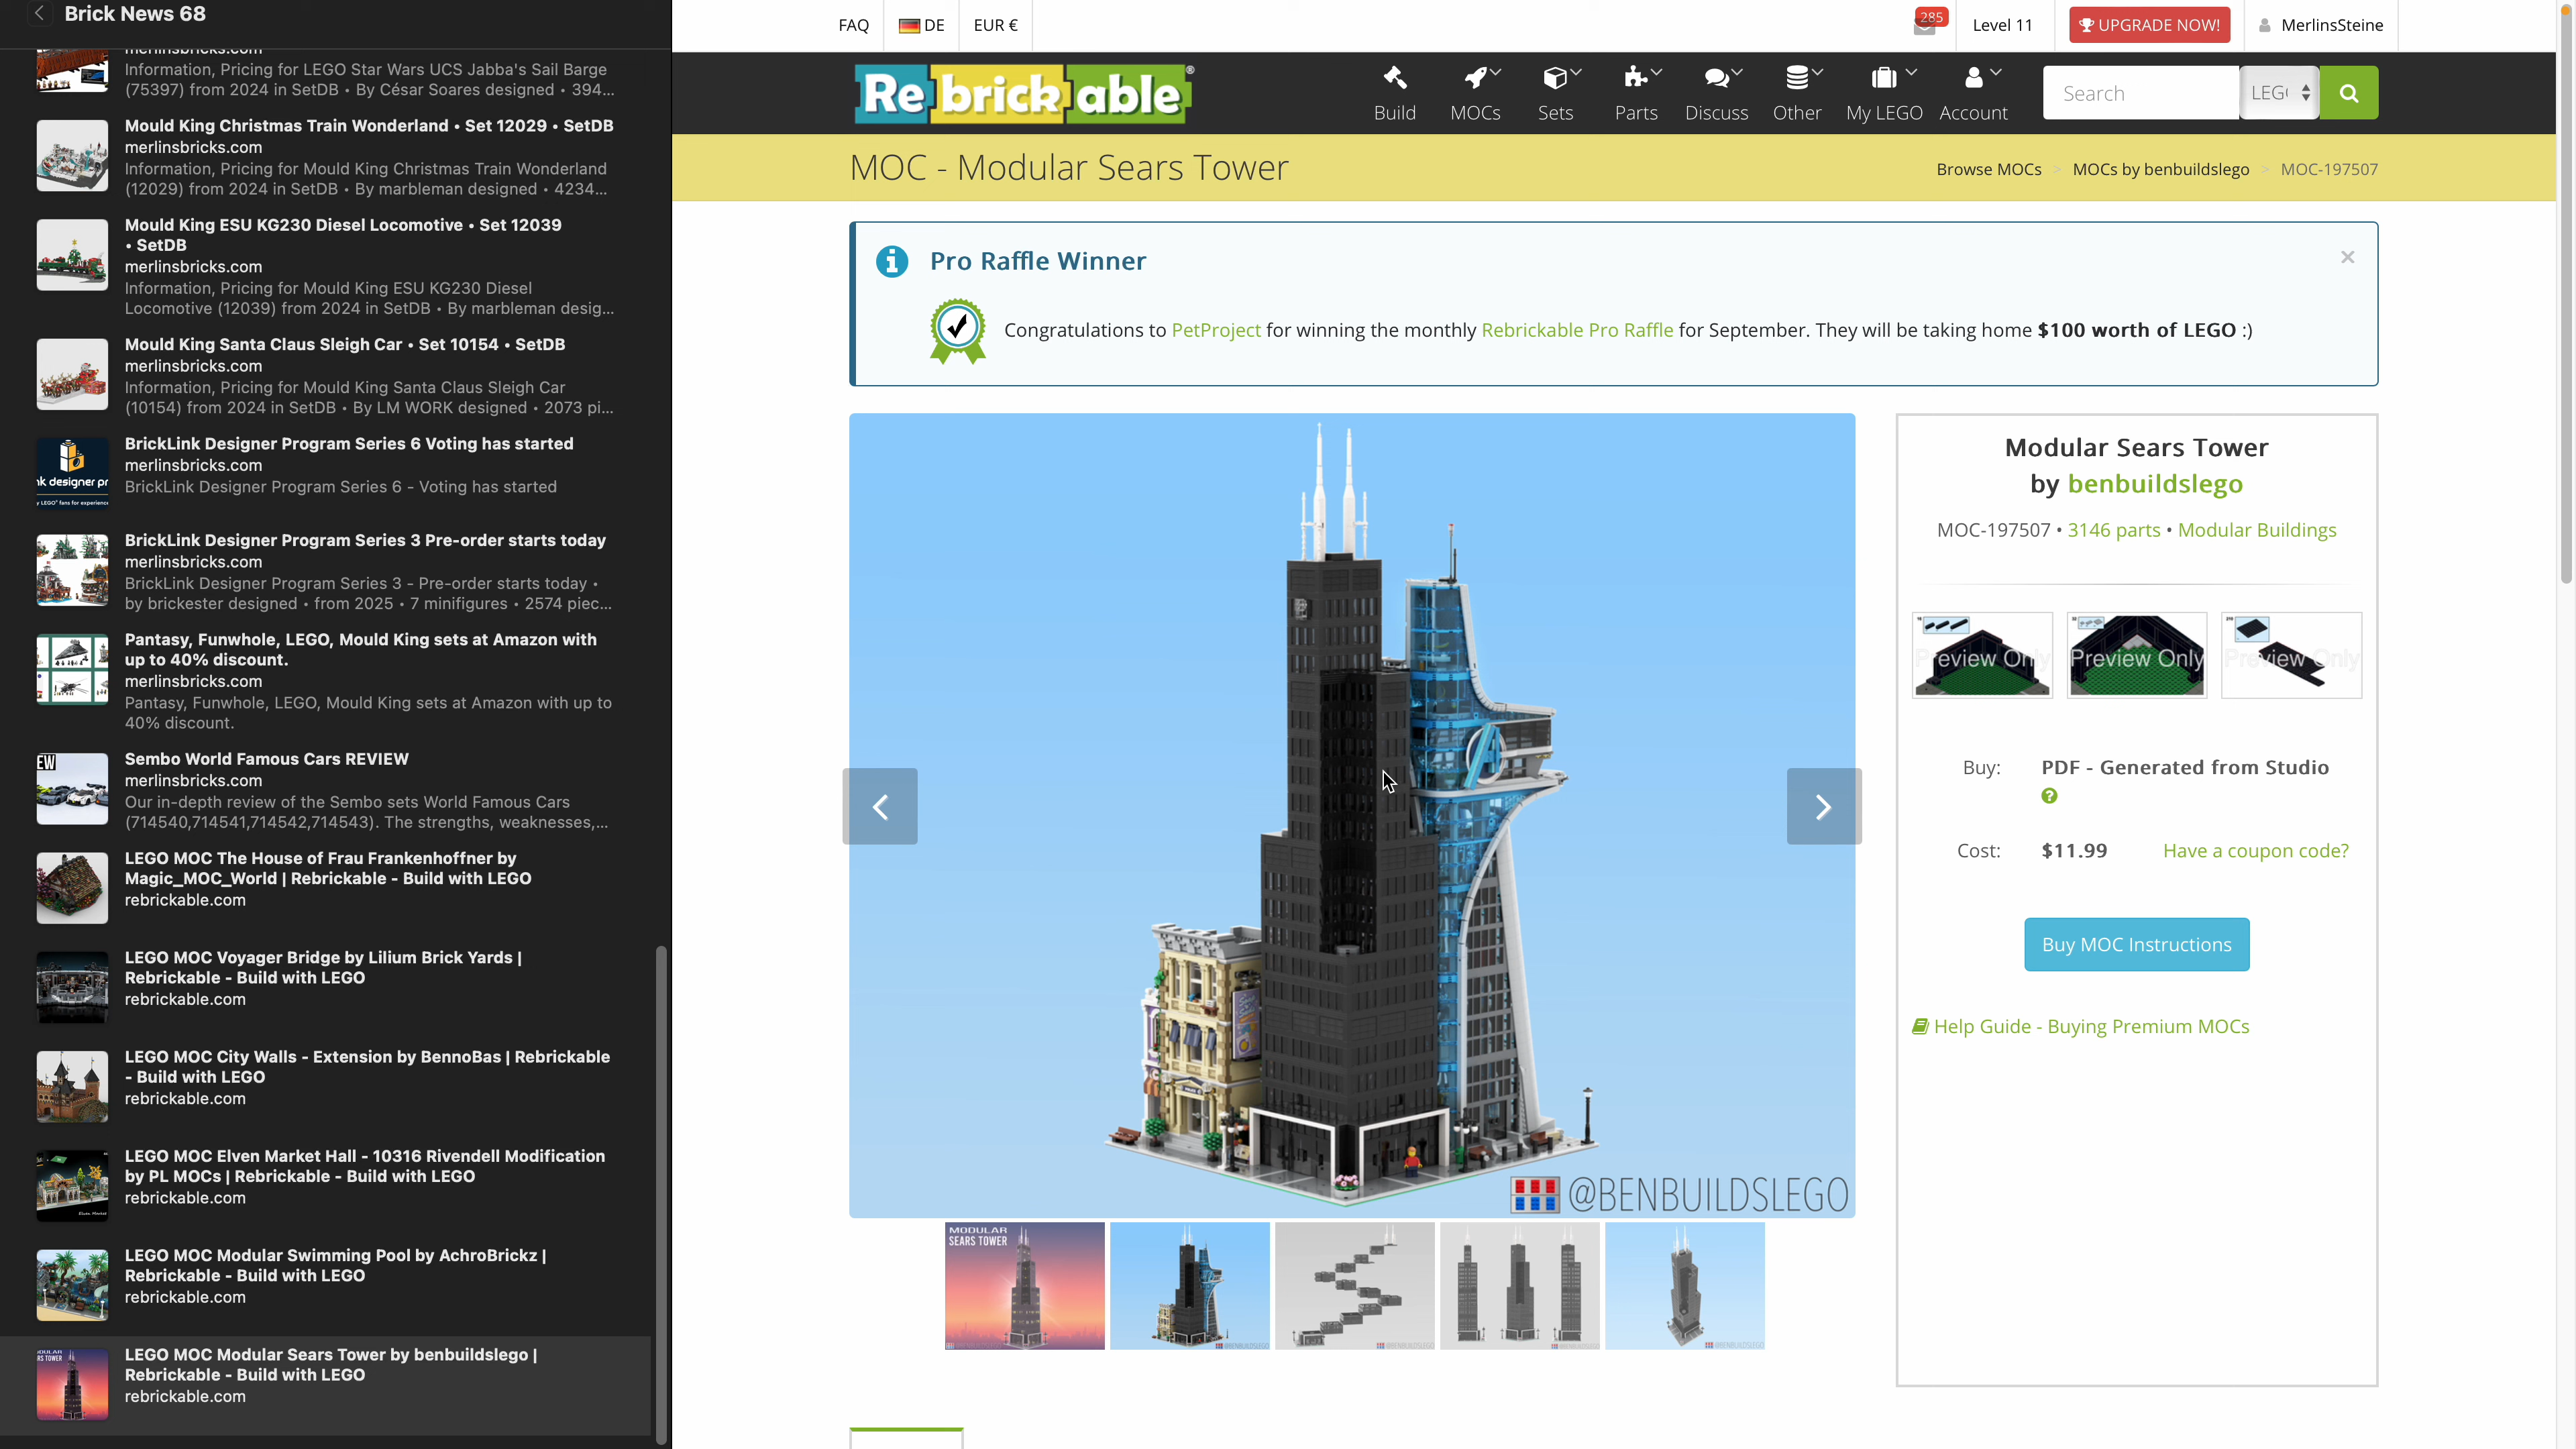 Brick News 68
merlinsbricks.com
Information, Pricing for LEGO Star Wars UCS Jabba's Sail Barge
(75397) from 2024 in SetDB • By César Soares designed • 394...
Mould King Christmas Train Wonderland • Set 12029 • SetDB
merlinsbricks.com
Information, Pricing for Mould King Christmas Train Wonderland
(12029) from 2024 in SetDB • By marbleman designed • 4234...
Mould King ESU KG230 Diesel Locomotive • Set 12039
• SetDB
merlinsbricks.com
Information, Pricing for Mould King ESU KG230 Diesel
Locomotive (12039) from 2024 in SetDB • By marbleman desig...
Mould King Santa Claus Sleigh Car • Set 10154 • SetDB
merlinsbricks.com
Information, Pricing for Mould King Santa Claus Sleigh Car
(10154) from 2024 in SetDB • By LM WORK designed • 2073 pi...
BrickLink Designer Program Series 6 Voting has started
merlinsbricks.com
BrickLink Designer Program Series 6 - Voting has started
BrickLink Designer Program Series 3 Pre-order starts today
merlinsbricks.com
BrickLink Designer Program Series 3 - Pre-order starts today •
by brickester designed • from 2025 • 7 minifigures • 2574 piec...
Pantasy, Funwhole, LEGO, Mould King sets at Amazon with
up to 40% discount.
merlinsbricks.com
Pantasy, Funwhole, LEGO, Mould King sets at Amazon with up to
40% discount.
Sembo World Famous Cars REVIEW
merlinsbricks.com
Our in-depth review of the Sembo sets World Famous Cars
(714540,714541,714542,714543). The strengths, weaknesses,...
LEGO MOC The House of Frau Frankenhoffner by
Magic_MOC_World | Rebrickable - Build with LEGO
rebrickable.com
LEGO MOC Voyager Bridge by Lilium Brick Yards |
Rebrickable - Build with LEGO
rebrickable.com
LEGO MOC City Walls - Extension by BennoBas | Rebrickable
- Build with LEGO
rebrickable.com
LEGO MOC Elven Market Hall - 10316 Rivendell Modification
by PL MOCs | Rebrickable - Build with LEGO
rebrickable.com
LEGO MOC Modular Swimming Pool by AchroBrickz |
Rebrickable - Build with LEGO
rebrickable.com
LEGO MOC Modular Sears Tower by benbuildslego |
Rebrickable - Build with LEGO
rebrickable.com
FAQ DE EUR € 285 Level 11 UPGRADE NOW! MerlinsSteine
Rebrickable®
Build MOCs Sets Parts Discuss Other My LEGO Account
Search LEG
MOC - Modular Sears Tower
Browse MOCs > MOCs by benbuildslego > MOC-197507
Pro Raffle Winner
Congratulations to PetProject for winning the monthly Rebrickable Pro Raffle for September. They will be taking home $100 worth of LEGO :)
@BENBUILDSLEGO
MODULAR
SEARS TOWER
Modular Sears Tower
by benbuildslego
MOC-197507 • 3146 parts • Modular Buildings
Preview Only Preview Only Preview Only
Buy: PDF - Generated from Studio
Cost: $11.99 Have a coupon code?
Buy MOC Instructions
Help Guide - Buying Premium MOCs